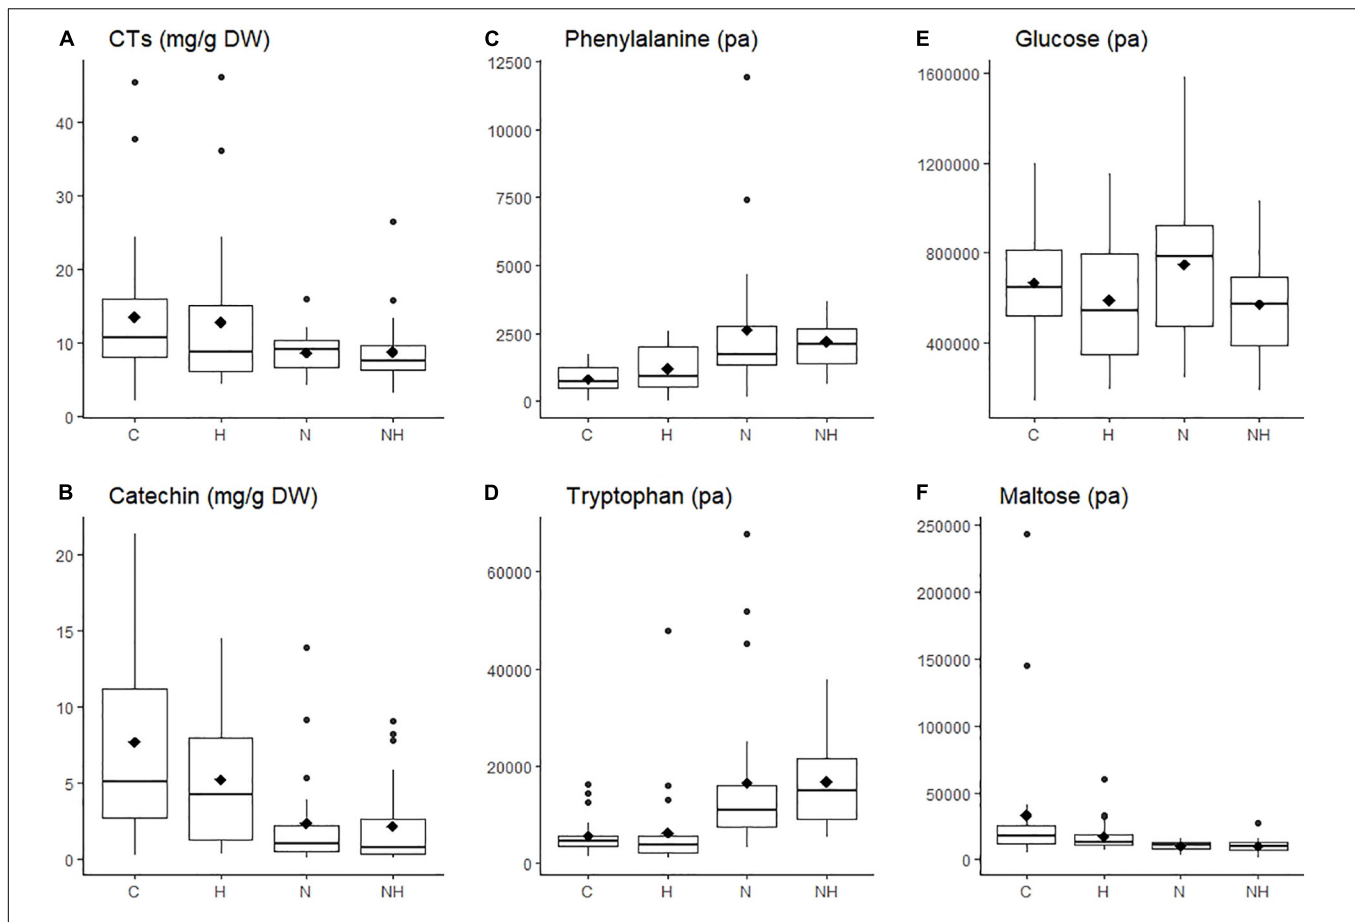 A CTs (mg/g DW)
40
30
20
10
0
C H N NH
C Phenylalanine (pa)
12500
10000
7500
5000
2500
0
C H N NH
E Glucose (pa)
1600000
1200000
800000
400000
C H N NH
B Catechin (mg/g DW)
20
15
10
5
0
C H N NH
D Tryptophan (pa)
60000
40000
20000
0
C H N NH
F Maltose (pa)
250000
200000
150000
100000
50000
0
C H N NH